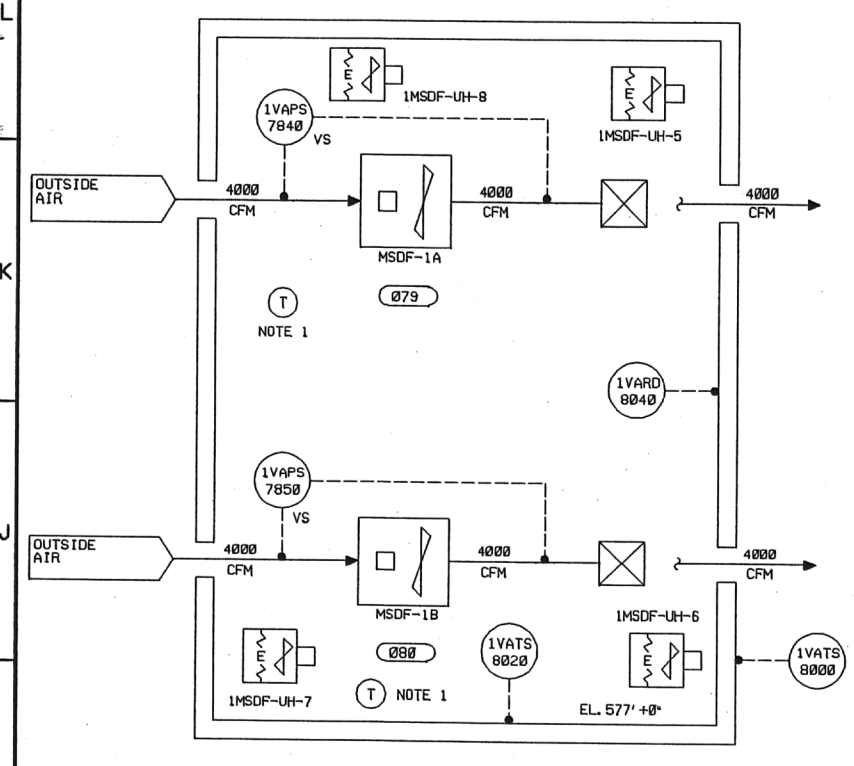 L
E
1MSDF-UH-8
E
1MSDF-UH-5
1VAPS
7840
VS
OUTSIDE
AIR
4000
CFM
4000
CFM
4000
CFM
MSDF-1A
K
T
NOTE 1
Ø79
1VARD
8040
1VAPS
7850
VS
J
OUTSIDE
AIR
4000
CFM
4000
CFM
4000
CFM
MSDF-1B
1MSDF-UH-6
E
1MSDF-UH-7
Ø80
T NOTE 1
1VATS
8020
E
1VATS
8000
EL. 577' +0"